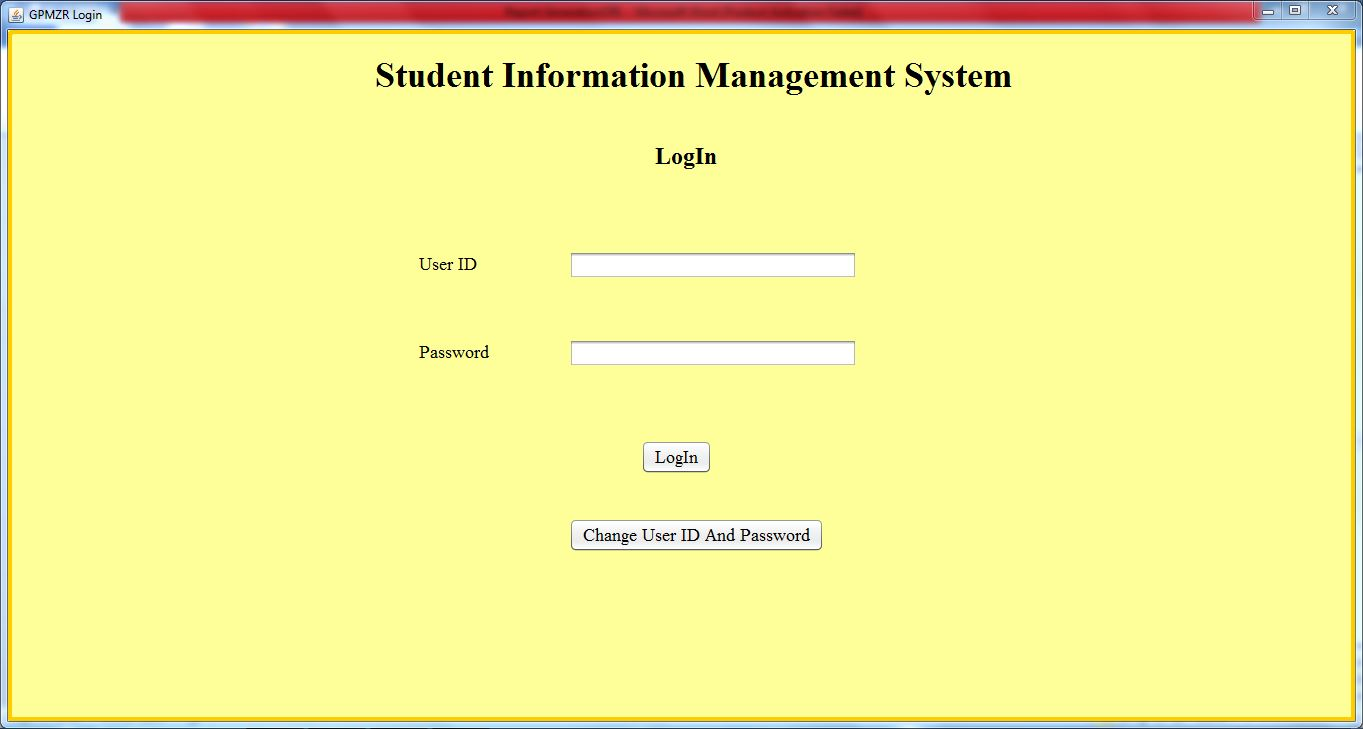 GPMZR Login
Student Information Management System
LogIn
User ID
Password
LogIn
Change User ID And Password